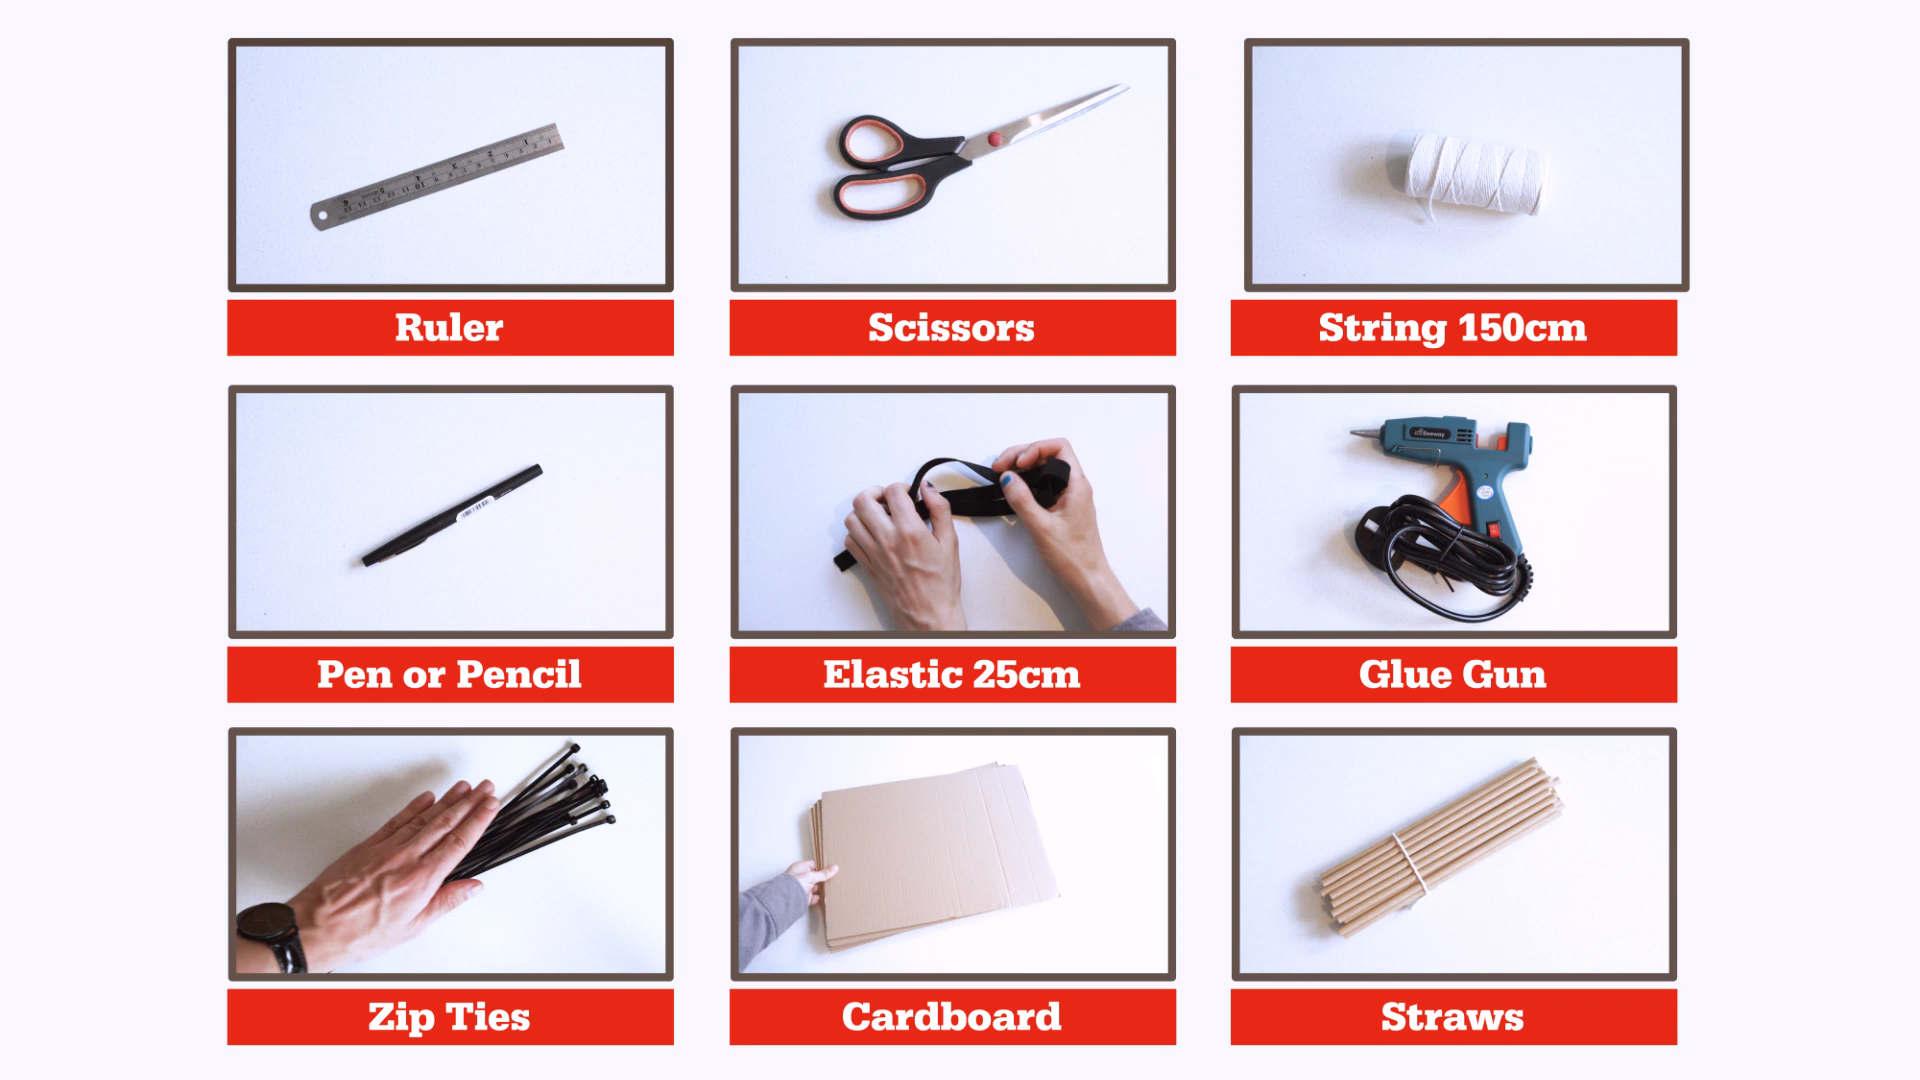 Ruler
Scissors
String 150cm
Pen or Pencil
Elastic 25cm
Glue Gun
Zip Ties
Cardboard
Straws